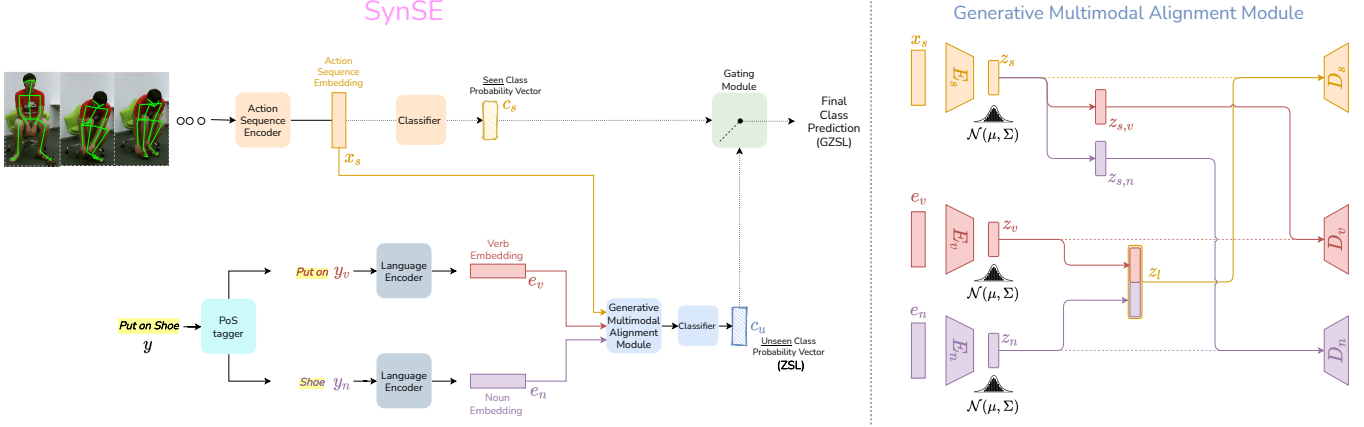 SynSE
Action
Sequence
Embedding
Seen Class
Probability Vector
c_s
Gating
Module
Action
Sequence
Encoder
Classifier
Final
Class
Prediction
(GZSL)
x_s
Verb
Embedding
Put on y_v
Language
Encoder
e_v
Put on Shoe
y
PoS
tagger
Generative
Multimodal
Alignment
Module
Classifier
c_u
Unseen Class
Probability Vector
(ZSL)
Shoe y_n
Language
Encoder
e_n
Noun
Embedding
Generative Multimodal Alignment Module
x_s
E_s
z_s
N(μ, Σ)
z_{s,v}
z_{s,n}
D_s
e_v
E_v
z_v
N(μ, Σ)
z_l
D_v
e_n
E_n
z_n
N(μ, Σ)
D_n